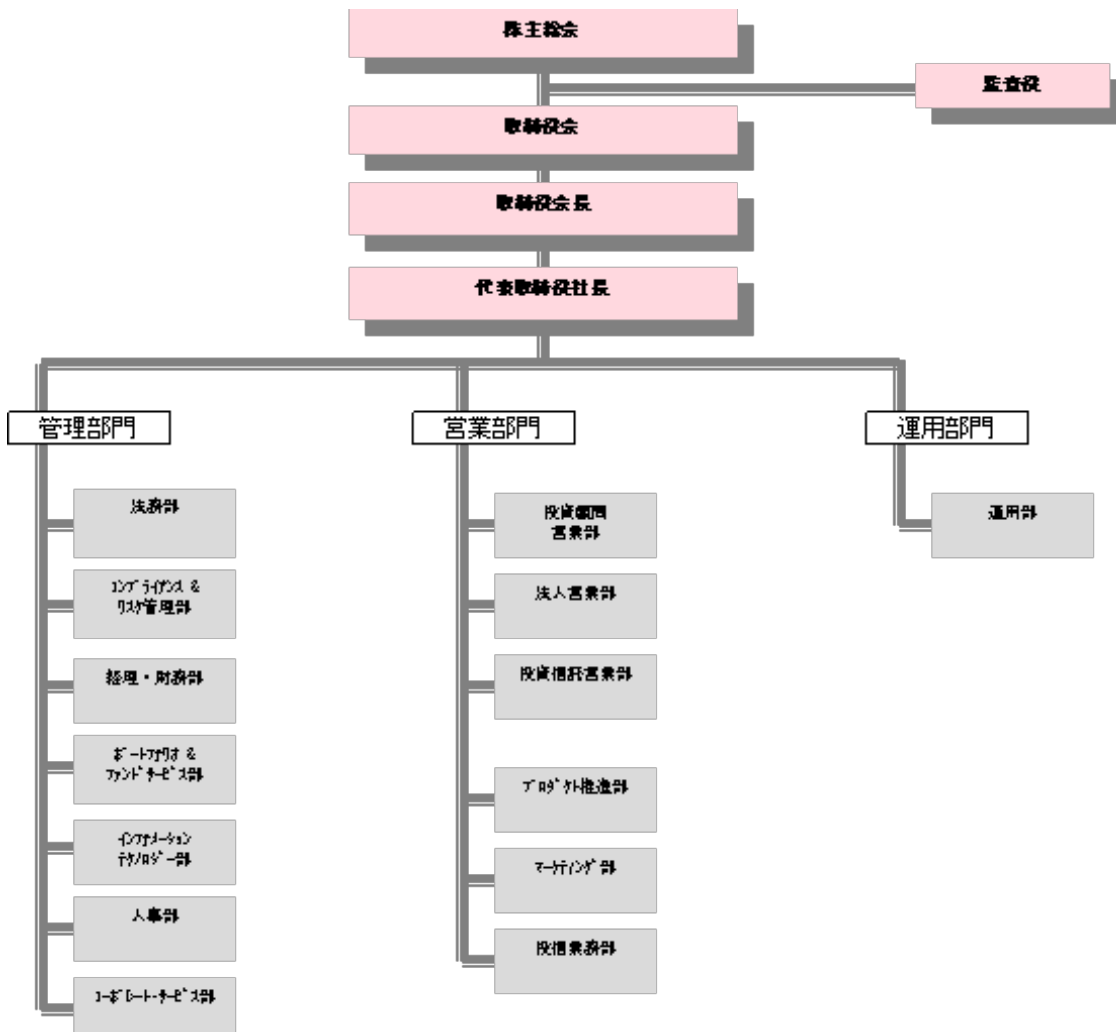 株主総会
監査役
取締役会
取締役会長
代表取締役社長
管理部門
営業部門
運用部門
法務部
ｺﾝﾌﾟﾗｲｱﾝｽ &
ﾘｽｸ管理部
経理・財務部
ﾎﾟｰﾄﾌｫﾘｵ &
ﾌｧﾝﾄﾞｻｰﾋﾞｽ部
ｲﾝﾌｫﾒｰｼｮﾝ
ﾃｸﾉﾛｼﾞｰ部
人事部
ｺｰﾎﾟﾚｰﾄ･ｻｰﾋﾞｽ部
投資顧問
営業部
法人営業部
投資信託営業部
ﾌﾟﾛﾀﾞｸﾄ推進部
ﾏｰｹﾃｨﾝｸﾞ部
投信業務部
運用部